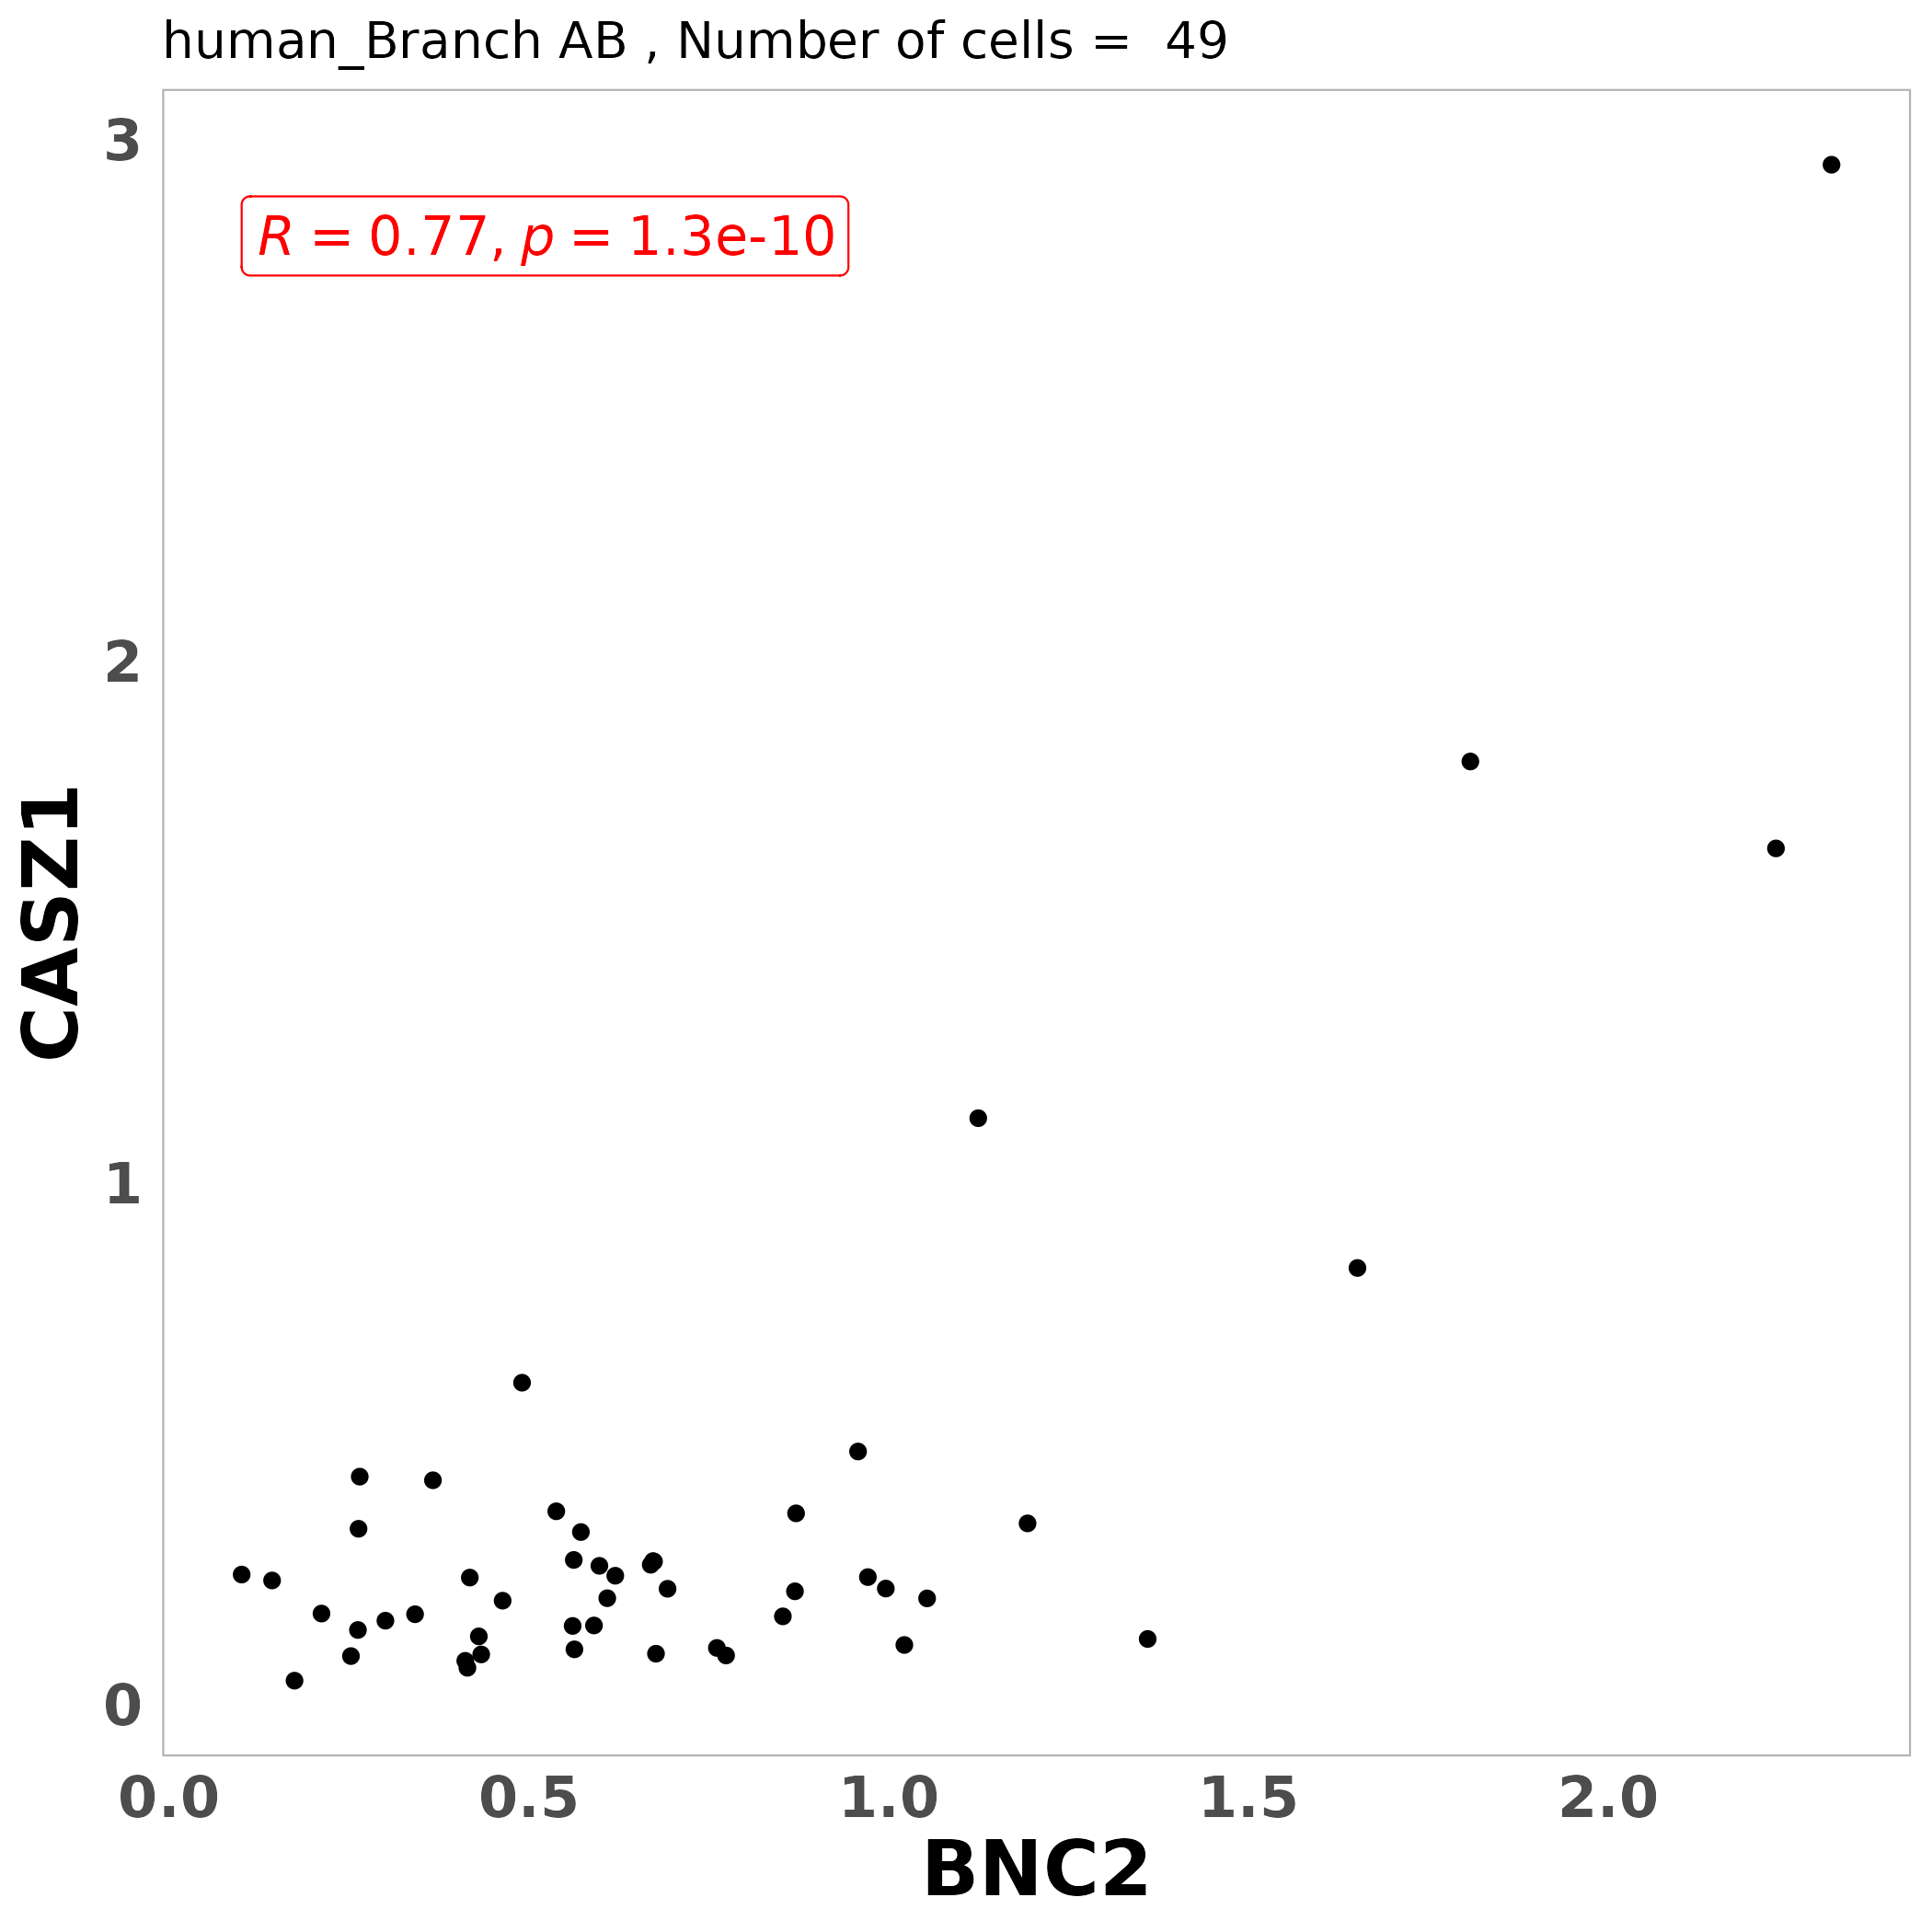 human_Branch AB , Number of cells =  49
3
R = 0.77, p = 1.3e-10
2
CASZ1
1
0
0.0 0.5 1.0 1.5 2.0
BNC2